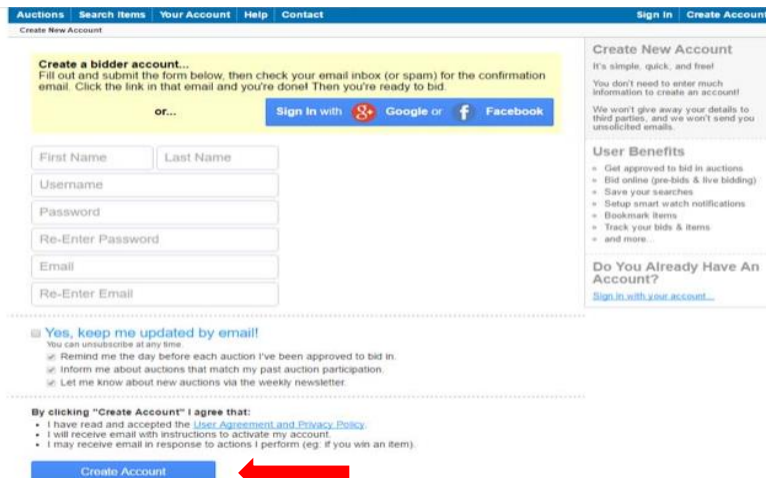 Auctions Search Items Your Account Help Contact Sign In Create Account
Create New Account
Create a bidder account...
Fill out and submit the form below, then check your email inbox (or spam) for the confirmation
email. Click the link in that email and you're done! Then you're ready to bid.
or...
Sign In with Google or Facebook
First Name Last Name
Username
Password
Re-Enter Password
Email
Re-Enter Email
Yes, keep me updated by email!
You can unsubscribe at any time.
Remind me the day before each auction I've been approved to bid in.
Inform me about auctions that match my past auction participation.
Let me know about new auctions via the weekly newsletter.
By clicking "Create Account" I agree that:
• I have read and accepted the User Agreement and Privacy Policy.
• I will receive email with instructions to activate my account.
• I may receive email in response to actions I perform (eg: if you win an item).
Create Account
Create New Account
It's simple, quick, and free!
You don't need to enter much
information to create an account!
We won't give away your details to
third parties, and we won't send you
unsolicited emails.
User Benefits
Get approved to bid in auctions
Bid online (pre-bids & live bidding)
Save your searches
Setup smart watch notifications
Bookmark items
Track your bids & items
and more...
Do You Already Have An
Account?
Sign in with your account...